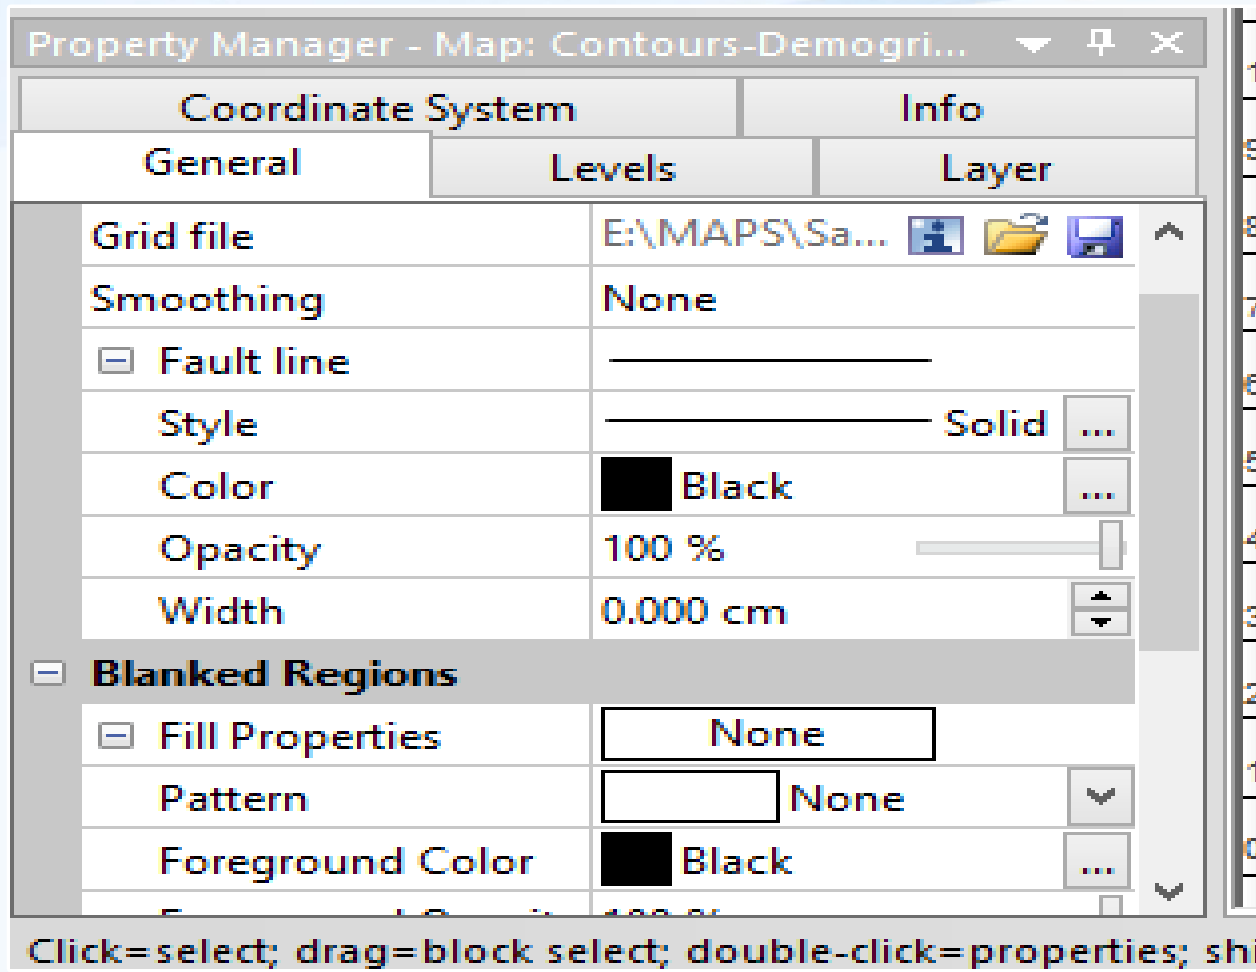 Property Manager - Map: Contours-Demogri...
Coordinate System Info
General Levels Layer
Grid file E:\MAPS\Sa...
Smoothing None
Fault line
Style Solid ...
Color Black ...
Opacity 100 %
Width 0.000 cm
Blanked Regions
Fill Properties None
Pattern None
Foreground Color Black ...
Click=select; drag=block select; double-click=properties; shi